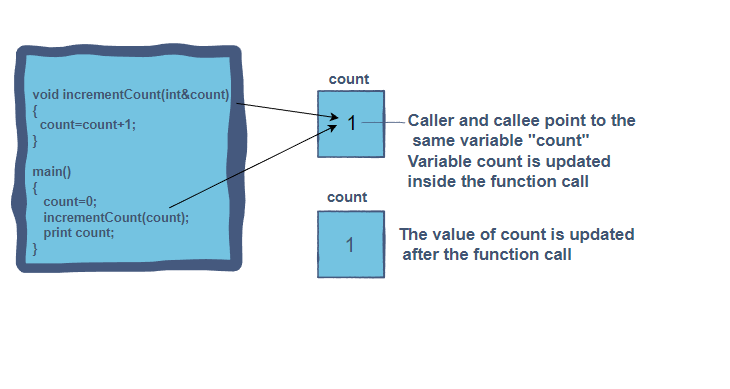 void incrementCount(int&count)
{
count=count+1;
}
main()
{
count=0;
incrementCount(count);
print count;
}
count
1
Caller and callee point to the
same variable "count"
Variable count is updated
inside the function call
count
1
The value of count is updated
after the function call